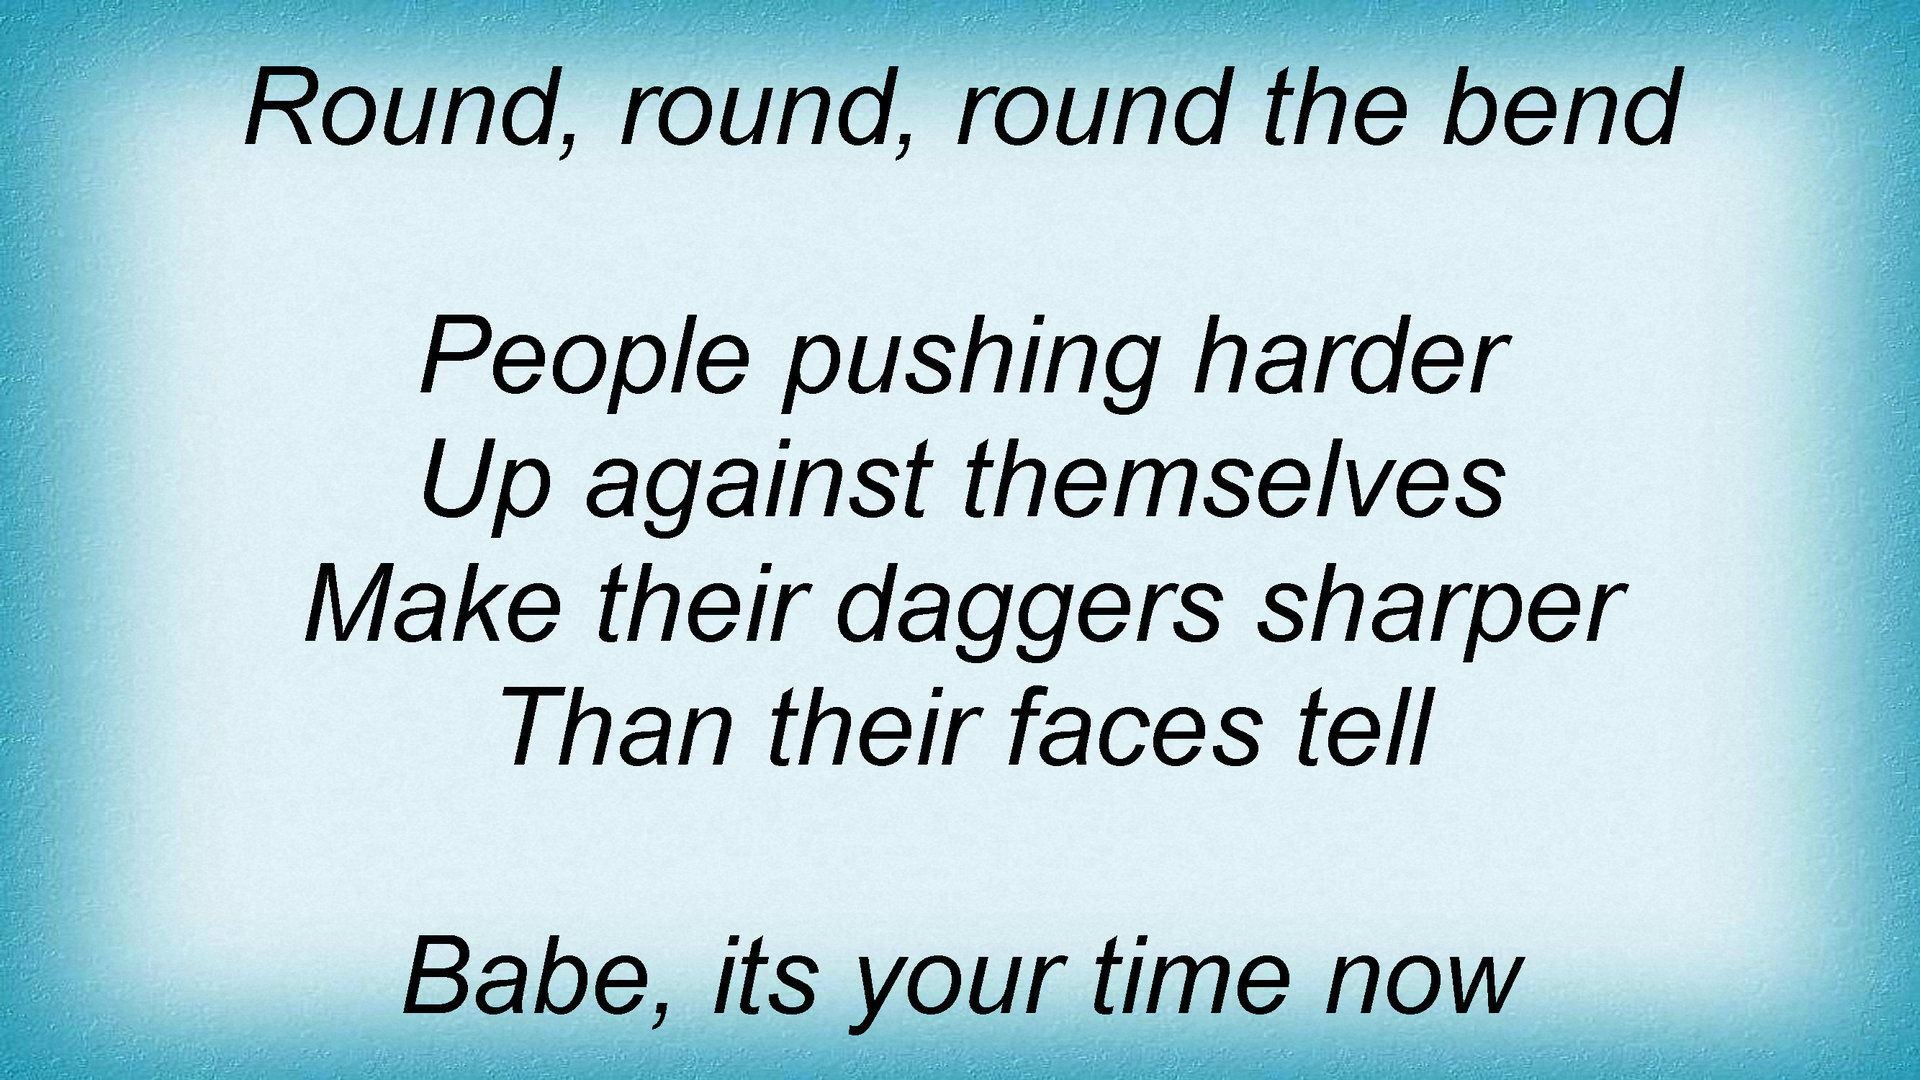 Round, round, round the bend
People pushing harder
Up against themselves
Make their daggers sharper
Than their faces tell
Babe, its your time now